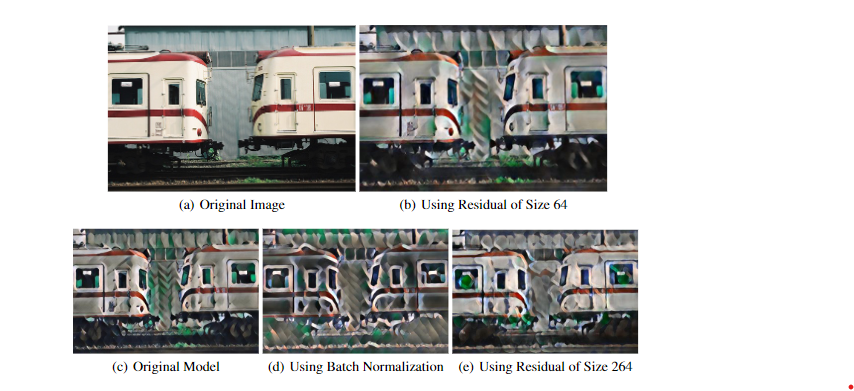 (a) Original Image
(b) Using Residual of Size 64
(c) Original Model
(d) Using Batch Normalization
(e) Using Residual of Size 264